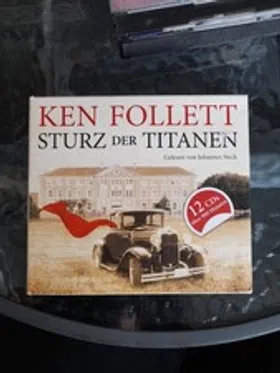 KEN FOLLETT
STURZ DER TITANEN
Gelesen von Johannes Steck
12 CDs